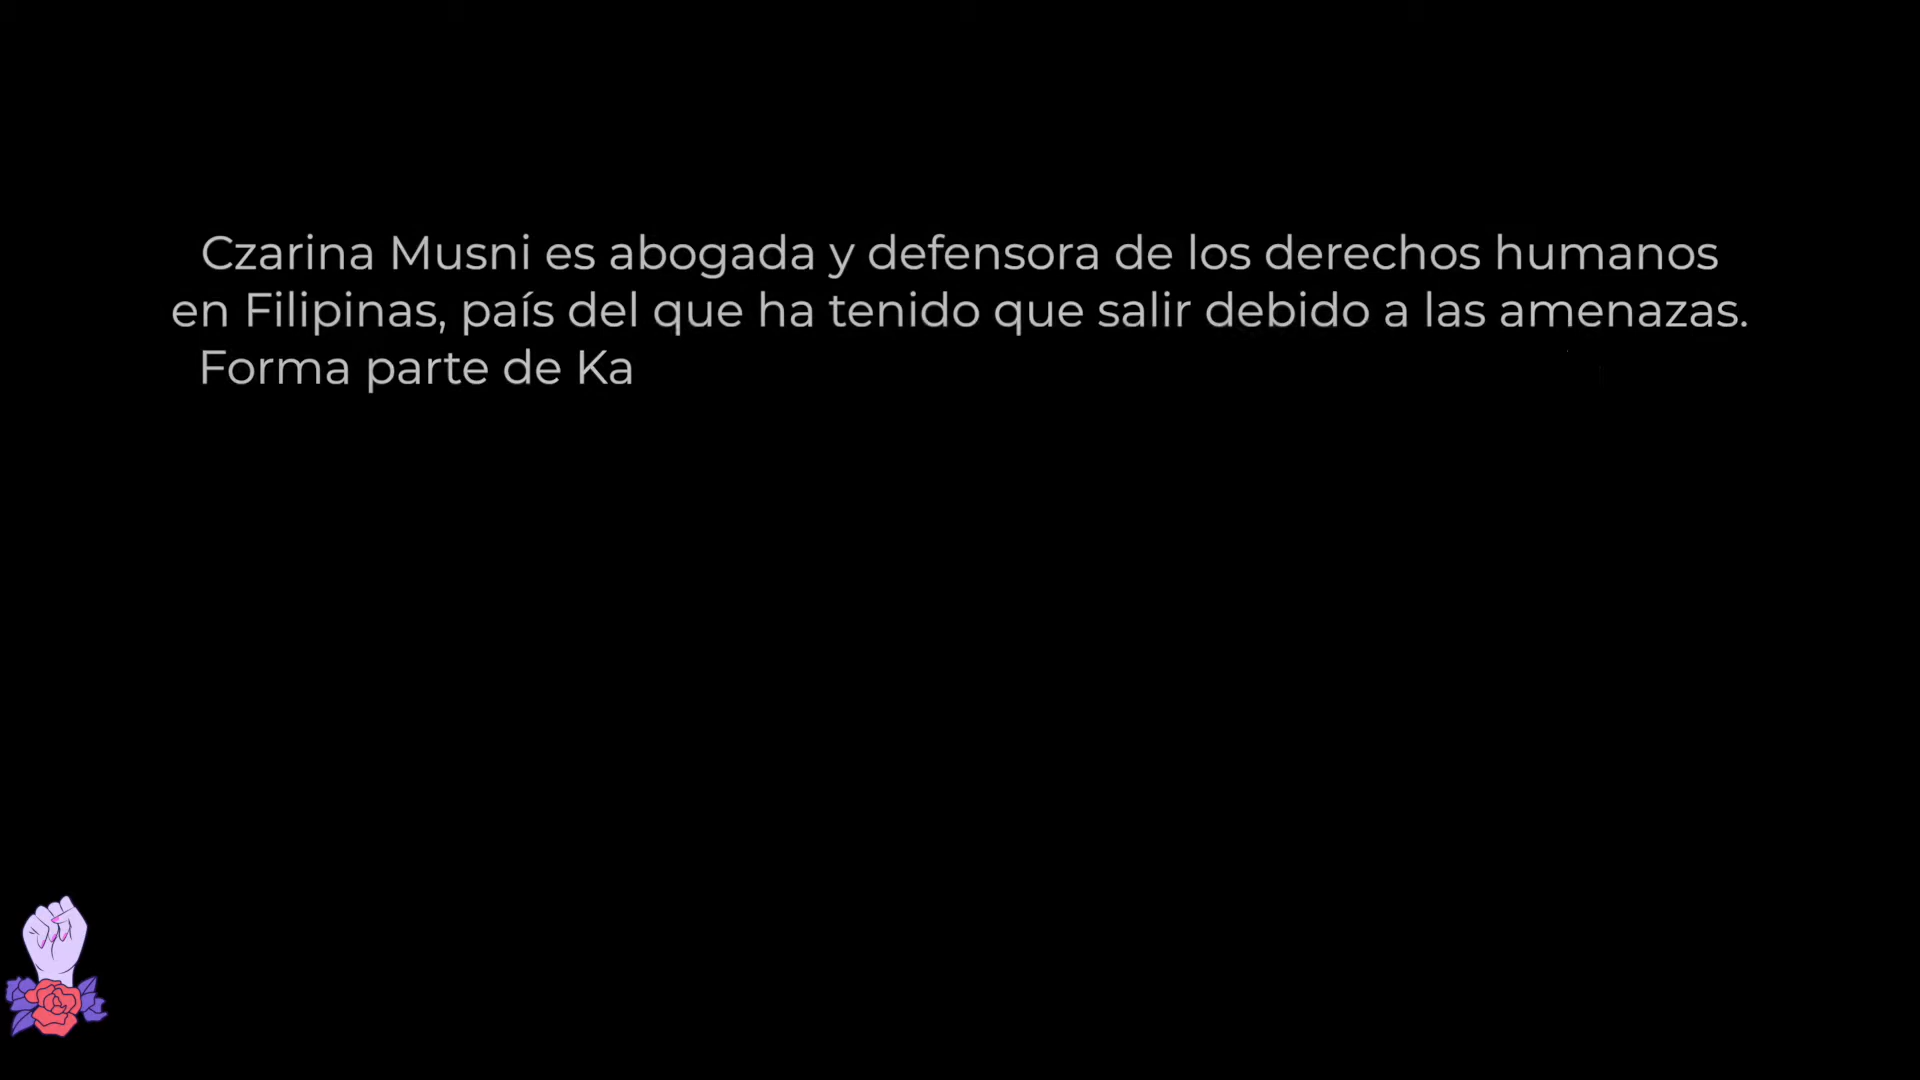 Czarina Musni es abogada y defensora de los derechos humanos
en Filipinas, país del que ha tenido que salir debido a las amenazas.
Forma parte de Ka